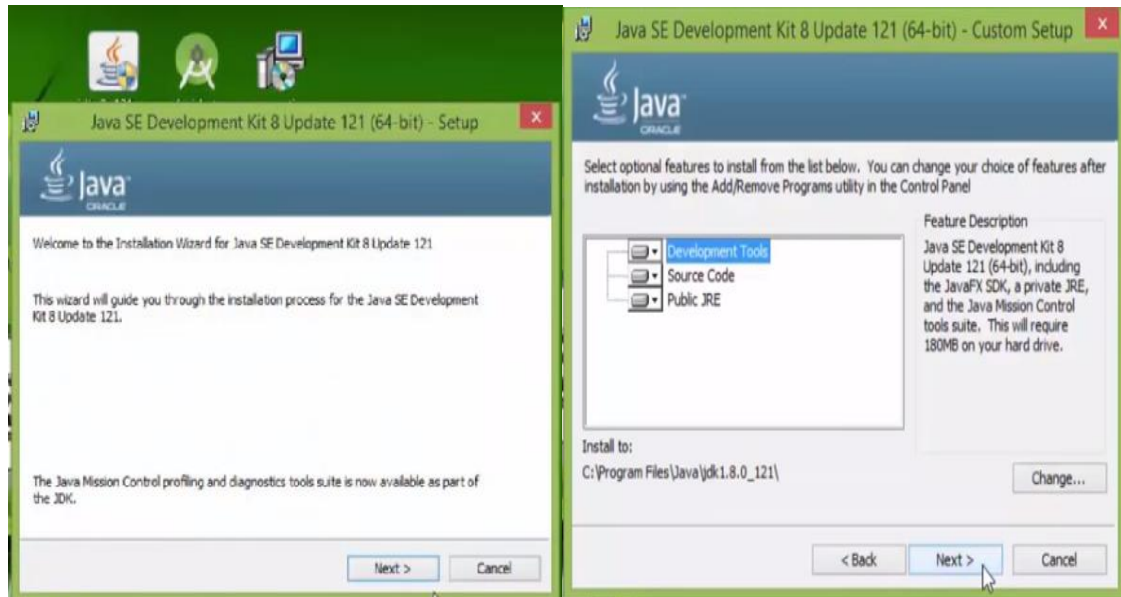 Java SE Development Kit 8 Update 121 (64-bit) - Setup
Java
ORACLE
Welcome to the Installation Wizard for Java SE Development Kit 8 Update 121
This wizard will guide you through the installation process for the Java SE Development
Kit 8 Update 121.
The Java Mission Control profiling and diagnostics tools suite is now available as part of
the JDK.
Next >
Cancel
Java SE Development Kit 8 Update 121 (64-bit) - Custom Setup
Java
ORACLE
Select optional features to install from the list below. You can change your choice of features after
installation by using the Add/Remove Programs utility in the Control Panel
Development Tools
Source Code
Public JRE
Feature Description
Java SE Development Kit 8
Update 121 (64-bit), including
the JavaFX SDK, a private JRE,
and the Java Mission Control
tools suite. This will require
180MB on your hard drive.
Install to:
C:\Program Files\Java\jdk1.8.0_121\
Change...
< Back
Next >
Cancel